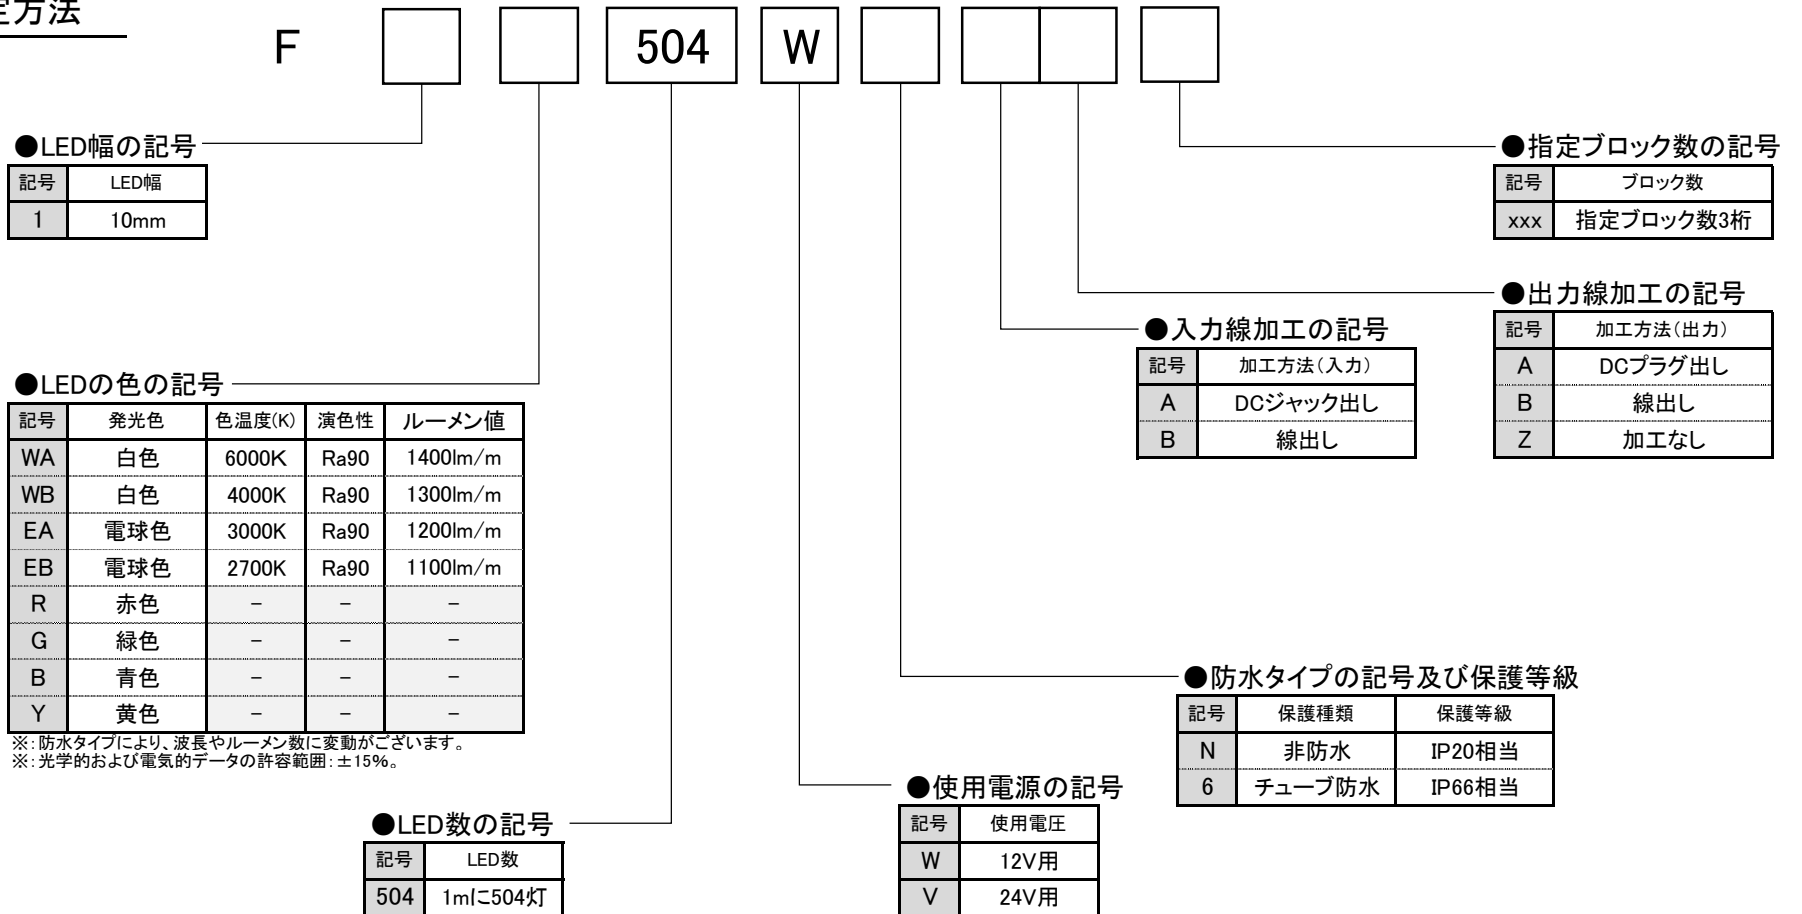 定方法
F 504 W
●LED幅の記号
記号 LED幅
1 10mm
●指定ブロック数の記号
記号 ブロック数
xxx 指定ブロック数3桁
●出力線加工の記号
記号 加工方法(出力)
A DCプラグ出し
B 線出し
Z 加工なし
●入力線加工の記号
記号 加工方法(入力)
A DCジャック出し
B 線出し
●LEDの色の記号
記号 発光色 色温度(K) 演色性 ルーメン値
WA 白色 6000K Ra90 1400lm/m
WB 白色 4000K Ra90 1300lm/m
EA 電球色 3000K Ra90 1200lm/m
EB 電球色 2700K Ra90 1100lm/m
R 赤色 − − −
G 緑色 − − −
B 青色 − − −
Y 黄色 − − −
※:防水タイプにより、波長やルーメン数に変動がございます。
※:光学的および電気的データの許容範囲:±15%。
●防水タイプの記号及び保護等級
記号 保護種類 保護等級
N 非防水 IP20相当
6 チューブ防水 IP66相当
●使用電源の記号
記号 使用電圧
W 12V用
V 24V用
●LED数の記号
記号 LED数
504 1mに504灯